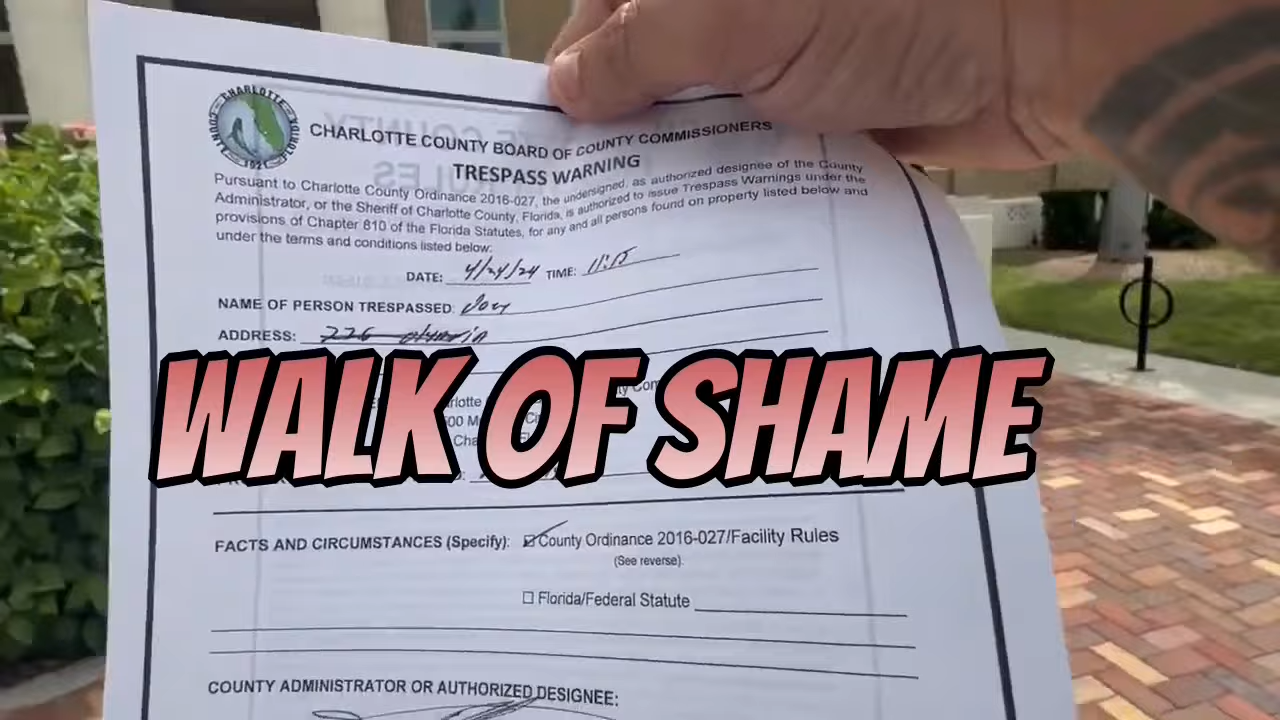 CHARLOTTE COUNTY FLORIDA
1921
CHARLOTTE COUNTY BOARD OF COUNTY COMMISSIONERS
TRESPASS WARNING
Pursuant to Charlotte County Ordinance 2016-027, the undersigned, as authorized designee of the County
Administrator, or the Sheriff of Charlotte County, Florida, is authorized to issue Trespass Warnings under the
provisions of Chapter 810 of the Florida Statutes, for any and all persons found on property listed below and
under the terms and conditions listed below:
DATE: 4/24/24 TIME: 11:15
NAME OF PERSON TRESPASSED:
ADDRESS: 226
WALK OF SHAME
FACTS AND CIRCUMSTANCES (Specify): County Ordinance 2016-027/Facility Rules
(See reverse)
Florida/Federal Statute
COUNTY ADMINISTRATOR OR AUTHORIZED DESIGNEE: